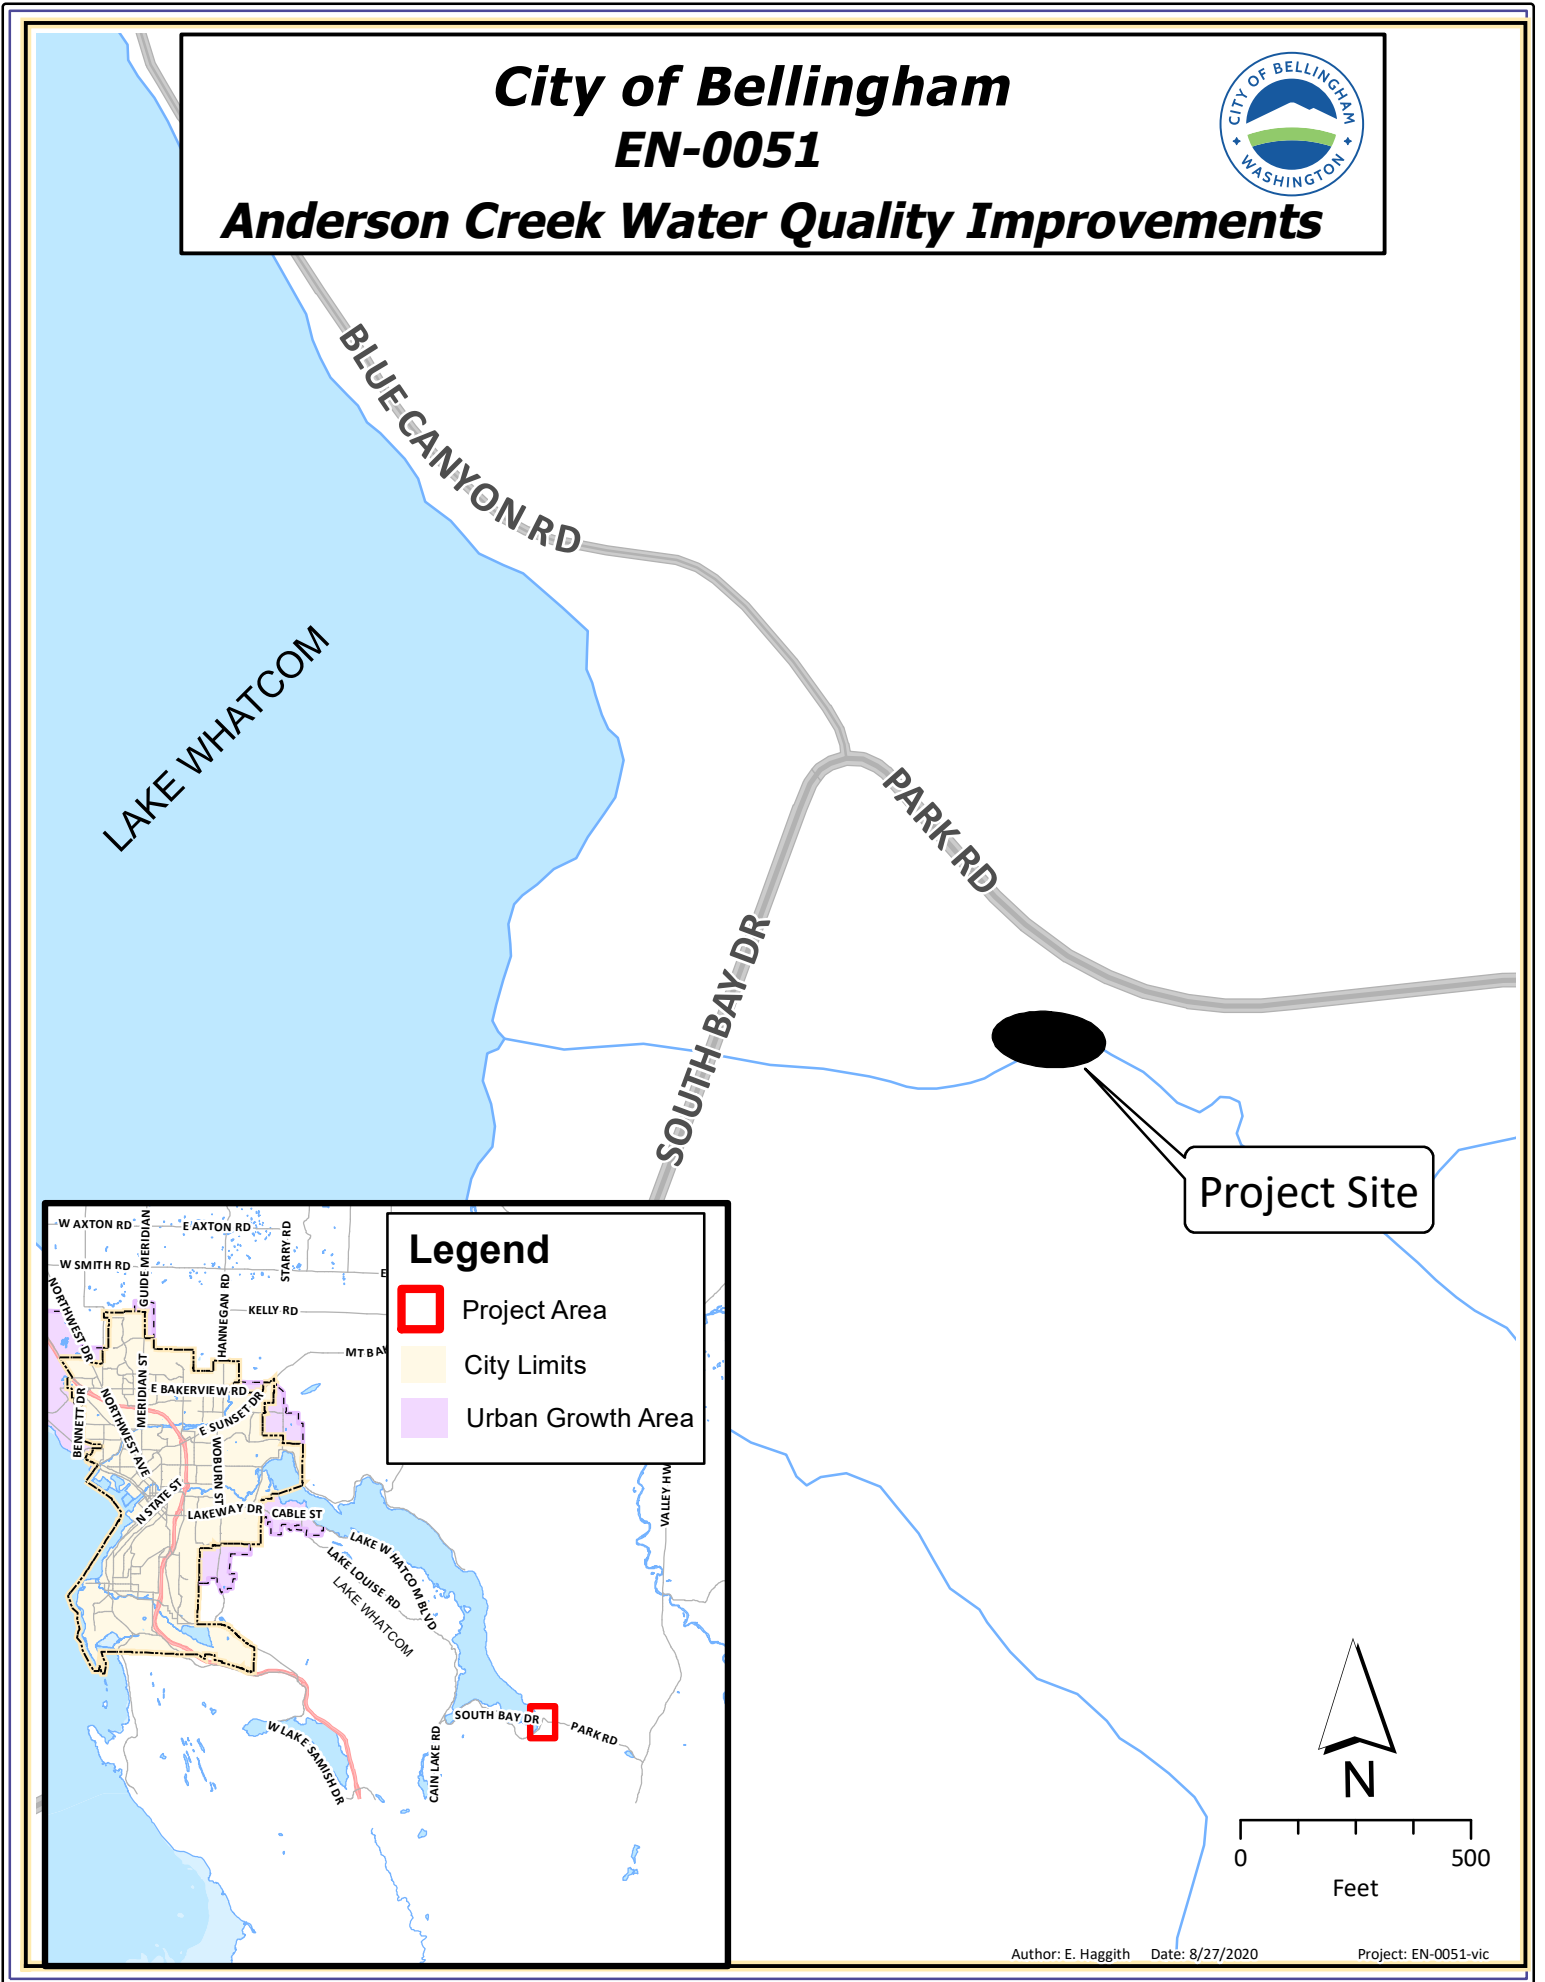 City of Bellingham
EN-0051
Anderson Creek Water Quality Improvements
CITY OF BELLINGHAM
WASHINGTON
BLUE CANYON RD
LAKE WHATCOM
PARK RD
SOUTH BAY DR
Project Site
Legend
Project Area
City Limits
Urban Growth Area
W AXTON RD
E AXTON RD
GUIDE MERIDIAN
STARRY RD
W SMITH RD
E
NORTHWEST DR
HANNEGAN RD
KELLY RD
MT BAK
MERIDIAN ST
E BAKERVIEW RD
BENNETT DR
NORTHWEST AVE
E SUNSET DR
WOBURN ST
N STATE ST
LAKEWAY DR
CABLE ST
VALLEY HW
LAKE WHATCOM BLVD
LAKE LOUISE RD
LAKE WHATCOM
SOUTH BAY DR
PARK RD
W LAKE SAMISH DR
CAIN LAKE RD
N
0 500
Feet
Author: E. Haggith Date: 8/27/2020 Project: EN-0051-vic